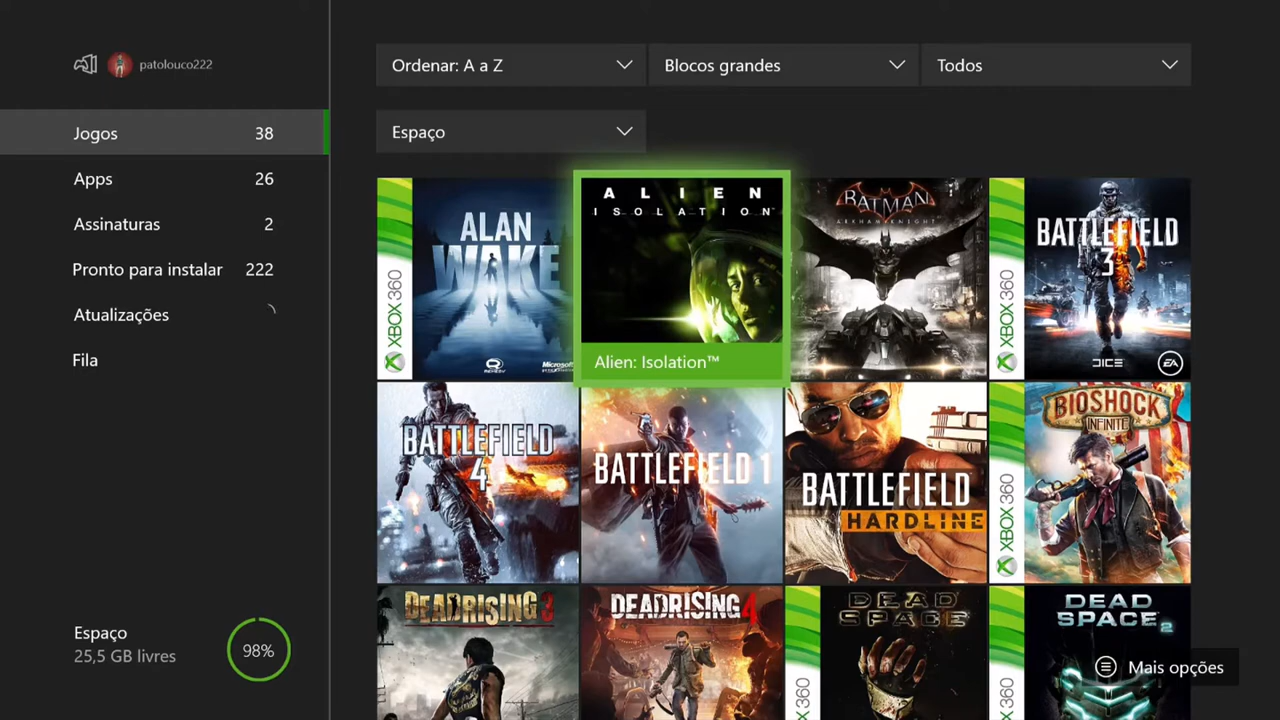 patolouco222
Jogos 38
Apps 26
Assinaturas 2
Pronto para instalar 222
Atualizações
Fila
Espaço
25,5 GB livres
98%
Ordenar: A a Z
Blocos grandes
Todos
Espaço
XBOX 360
ALAN
WAKE
REMEDY
Microsoft
ALIEN
ISOLATION™
Alien: Isolation™
BATMAN
ARKHAM KNIGHT
XBOX 360
BATTLEFIELD
3
DICE
EA
BATTLEFIELD
4
BATTLEFIELD 1
BATTLEFIELD
HARDLINE
XBOX 360
BIOSHOCK
INFINITE
DEADRISING 3
DEADRISING 4
XBOX 360
DEAD
SPACE
XBOX 360
DEAD
SPACE 2
Mais opções